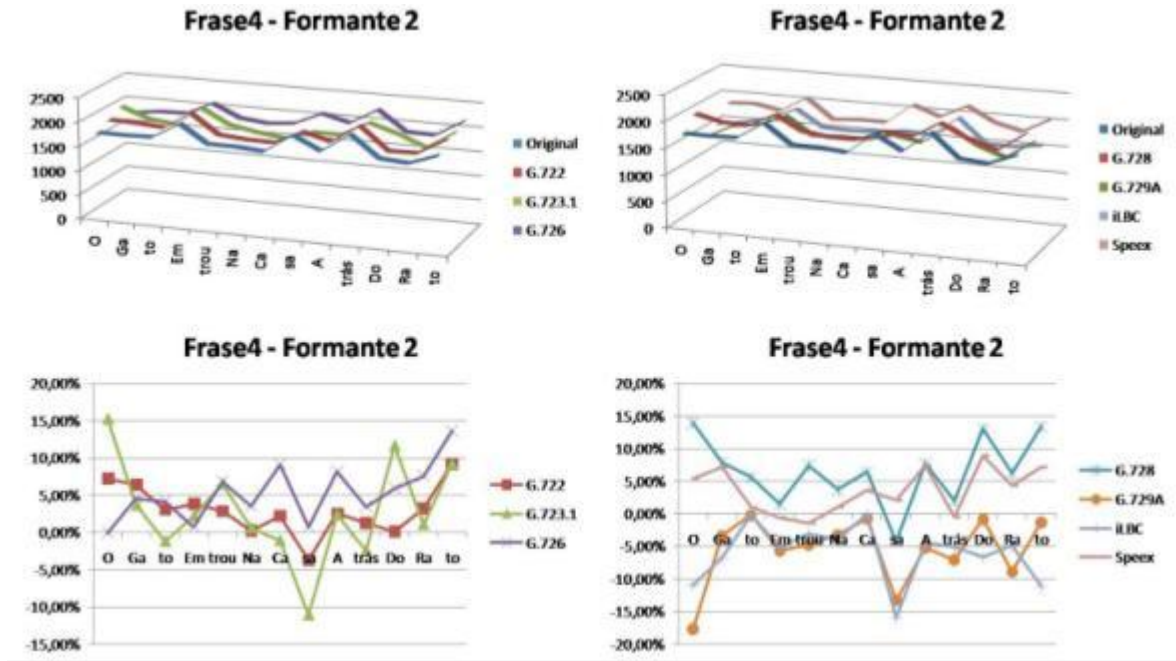 Frase4 - Formante 2
2500
2000
1500
1000
500
0
O
Ga
to
Em
trou
Na
Ca
sa
A
trás
Do
Ra
to
Original
G.722
G.723.1
G.726
Frase4 - Formante 2
2500
2000
1500
1000
500
0
O
Ga
to
Em
trou
Na
Ca
sa
A
trás
Do
Ra
to
Original
G.728
G.729A
iLBC
Speex
Frase4 - Formante 2
20,00%
15,00%
10,00%
5,00%
0,00%
-5,00%
-10,00%
-15,00%
O Ga to Em trou Na Ca sa A trás Do Ra to
G.722
G.723.1
G.726
Frase4 - Formante 2
20,00%
15,00%
10,00%
5,00%
0,00%
-5,00%
-10,00%
-15,00%
-20,00%
O Ga to Em trou Na Ca sa A trás Do Ra to
G.728
G.729A
iLBC
Speex